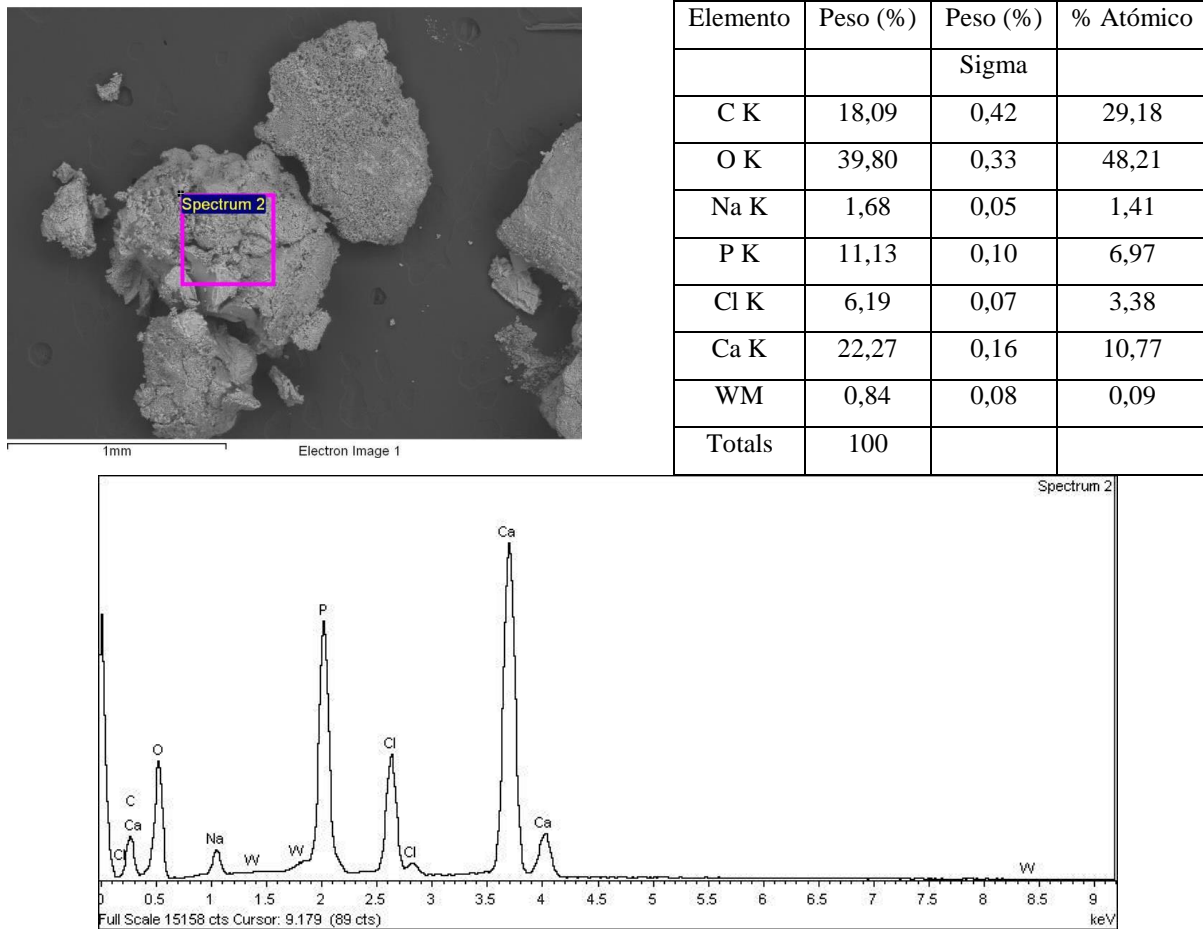 Spectrum 2
1mm
Electron Image 1
Elemento Peso (%) Peso (%) % Atómico
Sigma
C K 18,09 0,42 29,18
O K 39,80 0,33 48,21
Na K 1,68 0,05 1,41
P K 11,13 0,10 6,97
Cl K 6,19 0,07 3,38
Ca K 22,27 0,16 10,77
WM 0,84 0,08 0,09
Totals 100
Spectrum 2
Ca
P
O
Cl
C
Ca
Ca
Na
W
W
Cl
Cl
W
0 0.5 1 1.5 2 2.5 3 3.5 4 4.5 5 5.5 6 6.5 7 7.5 8 8.5 9
Full Scale 15158 cts Cursor: 9.179 (89 cts) keV